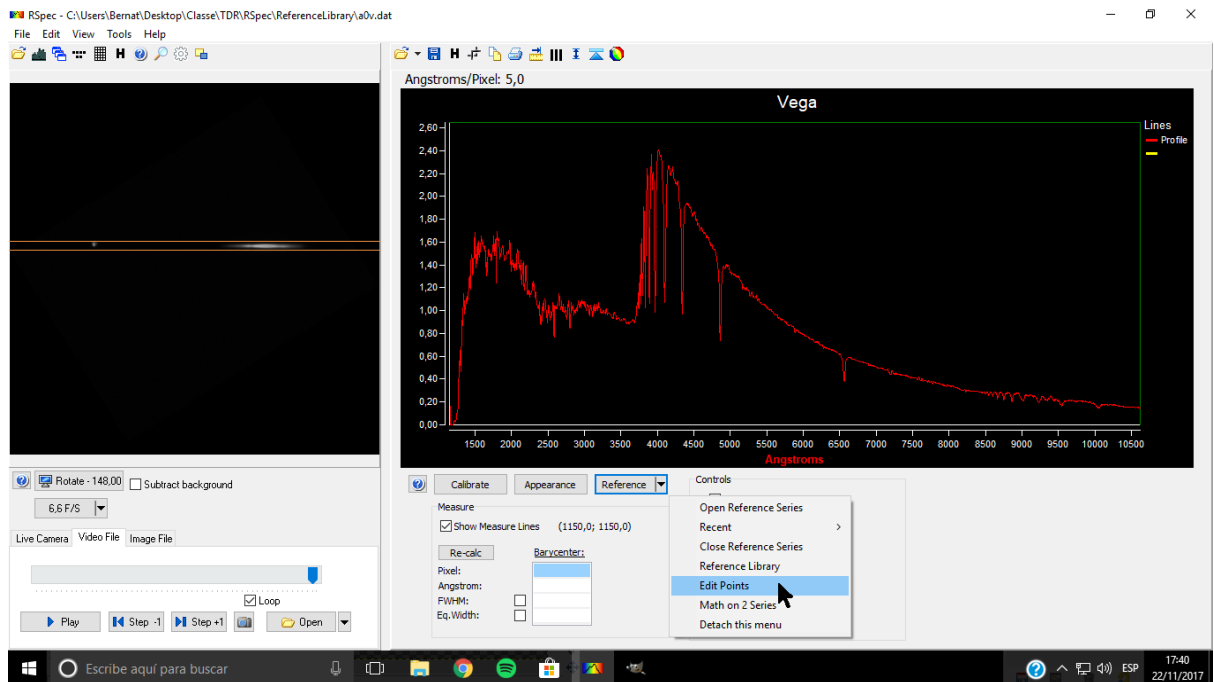 RSpec - C:\Users\Bernat\Desktop\Classe\TDR\RSpec\ReferenceLibrary\a0v.dat
File Edit View Tools Help
Angstroms/Pixel: 5,0
Vega
Lines
Profile
2,60
2,40
2,20
2,00
1,80
1,60
1,40
1,20
1,00
0,80
0,60
0,40
0,20
0,00
1500 2000 2500 3000 3500 4000 4500 5000 5500 6000 6500 7000 7500 8000 8500 9000 9500 10000 10500
Angstroms
Rotate - 148,00 Subtract background
6,6 F/S
Live Camera Video File Image File
Loop
Play Step -1 Step +1 Open
Calibrate Appearance Reference Controls
Measure
Show Measure Lines (1150,0; 1150,0)
Re-calc Barycenter:
Pixel:
Angstrom:
FWHM:
Eq.Width:
Open Reference Series
Recent
Close Reference Series
Reference Library
Edit Points
Math on 2 Series
Detach this menu
Escribe aquí para buscar
ESP
17:40
22/11/2017